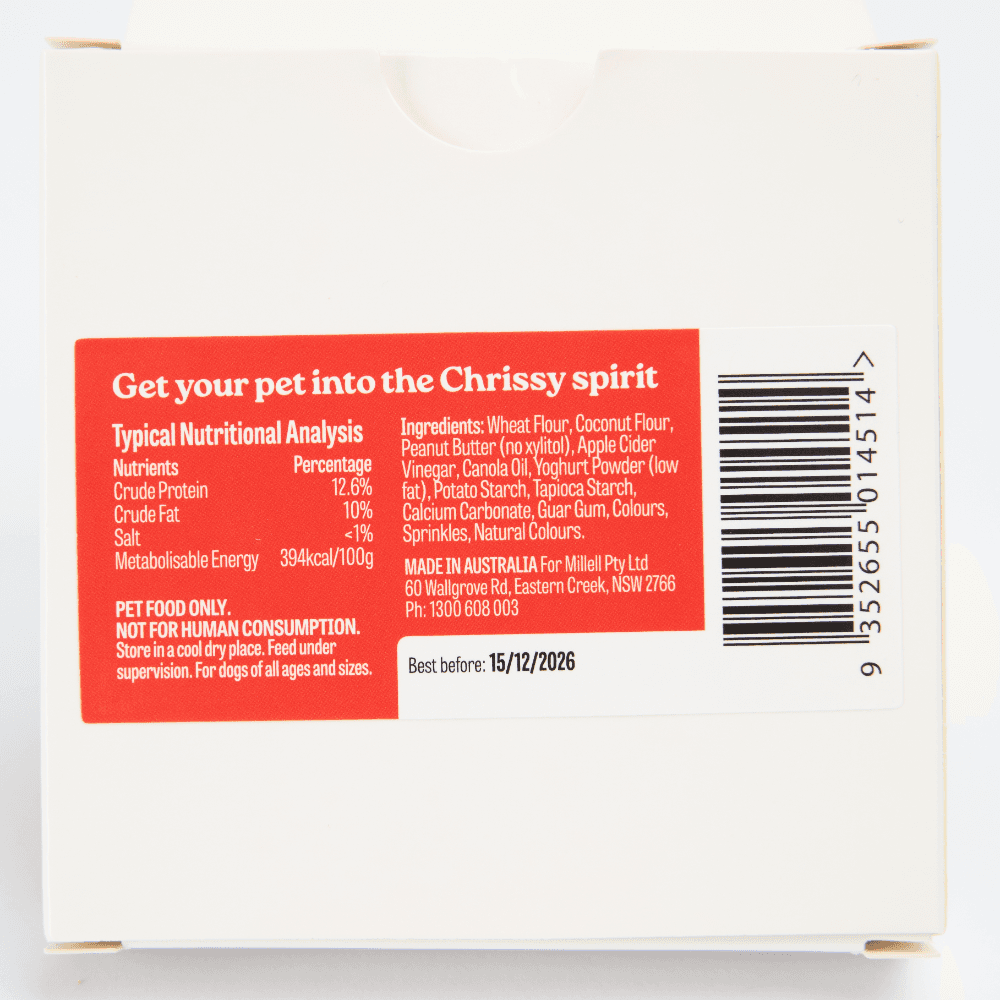 Get your pet into the Chrissy spirit
Typical Nutritional Analysis
Nutrients Percentage
Crude Protein 12.6%
Crude Fat 10%
Salt <1%
Metabolisable Energy 394kcal/100g
PET FOOD ONLY.
NOT FOR HUMAN CONSUMPTION.
Store in a cool dry place. Feed under
supervision. For dogs of all ages and sizes.
Ingredients: Wheat Flour, Coconut Flour,
Peanut Butter (no xylitol), Apple Cider
Vinegar, Canola Oil, Yoghurt Powder (low
fat), Potato Starch, Tapioca Starch,
Calcium Carbonate, Guar Gum, Colours,
Sprinkles, Natural Colours.
MADE IN AUSTRALIA For Millell Pty Ltd
60 Wallgrove Rd, Eastern Creek, NSW 2766
Ph: 1300 608 003
Best before: 15/12/2026
9 352655 014514 >